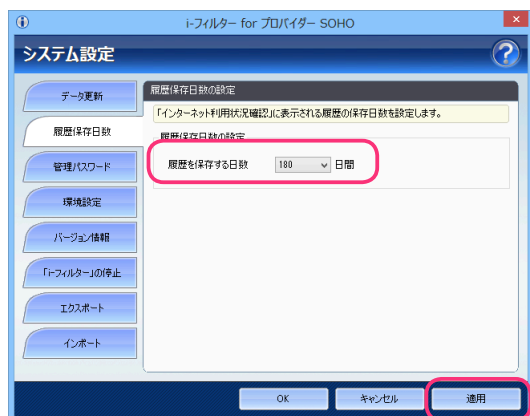 i-フィルター for プロバイダー SOHO
システム設定
データ更新
履歴保存日数
管理パスワード
環境設定
バージョン情報
「i-フィルター」の停止
エクスポート
インポート
履歴保存日数の設定
「インターネット利用状況確認」に表示される履歴の保存日数を設定します。
履歴保存日数の設定
履歴を保存する日数 180 日間
OK キャンセル 適用